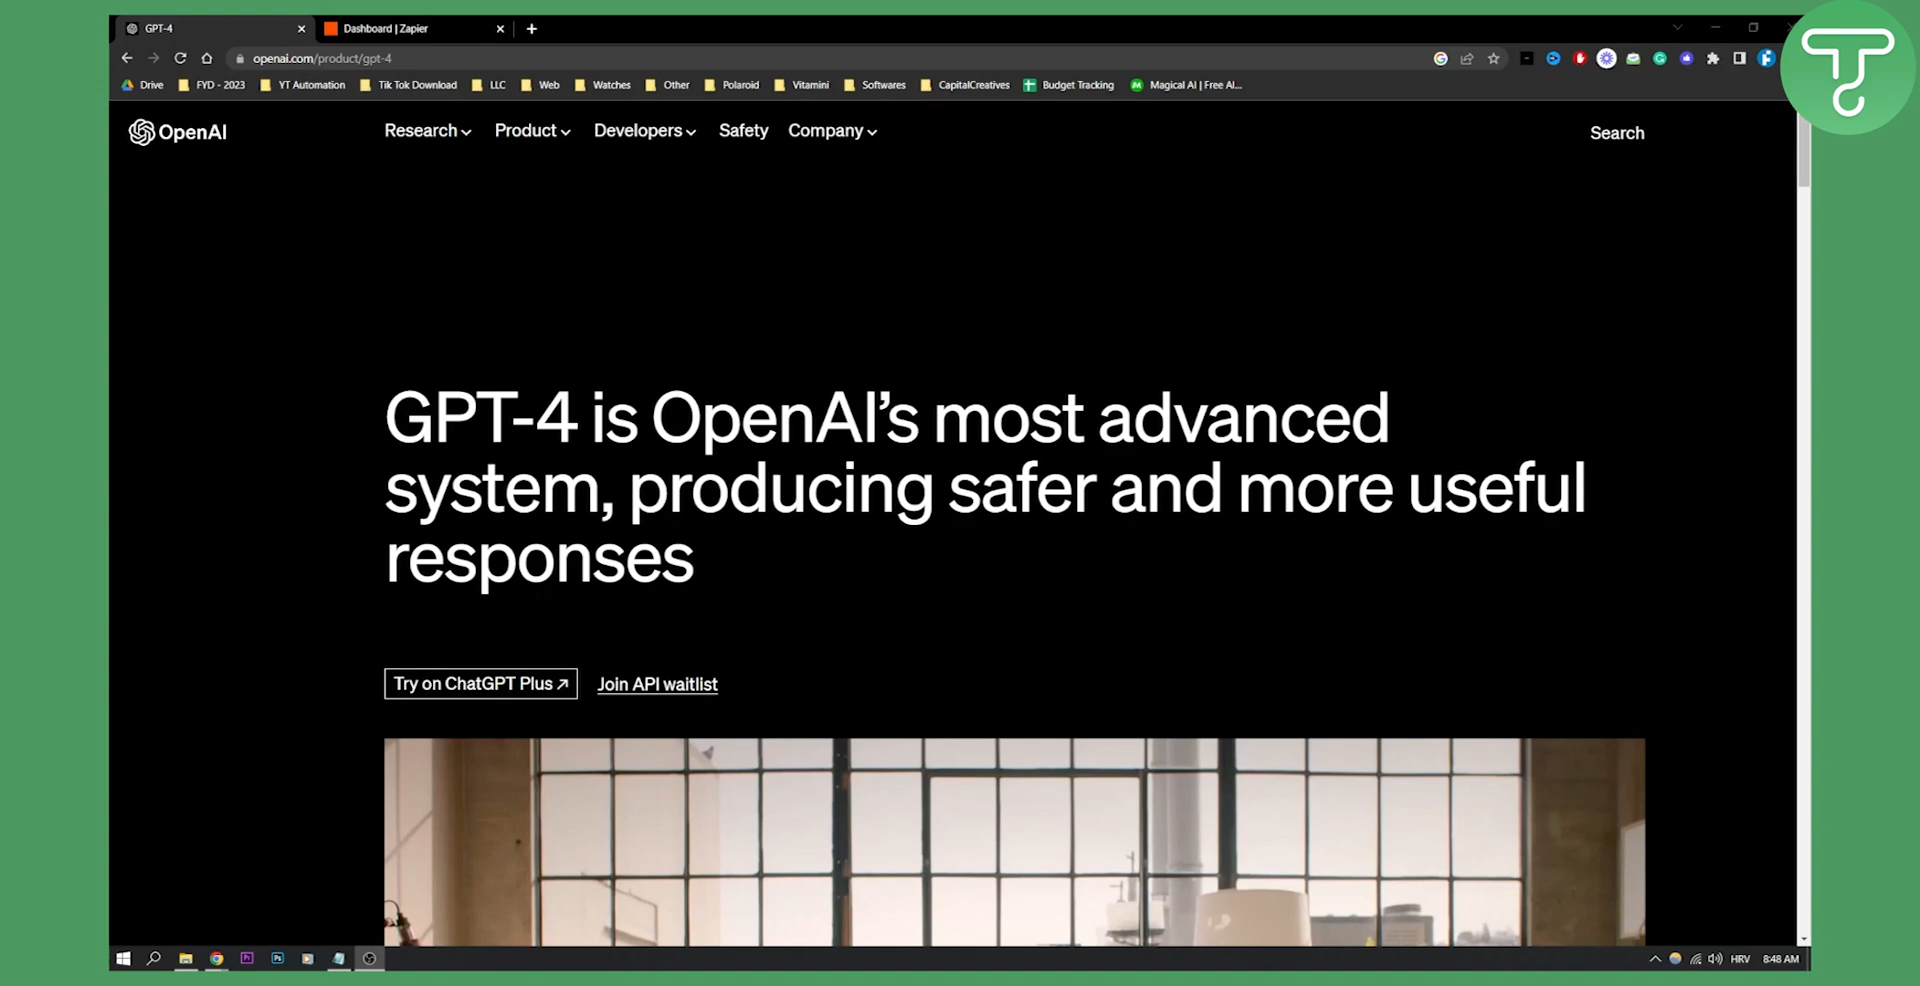 GPT-4
Dashboard | Zapier
openai.com/product/gpt-4
Drive
FYD - 2023
YT Automation
Tik Tok Download
LLC
Web
Watches
Other
Polaroid
Vitamini
Softwares
CapitalCreatives
Budget Tracking
Magical AI | Free AI...
OpenAI
Research
Product
Developers
Safety
Company
Search
GPT-4 is OpenAI’s most advanced
system, producing safer and more useful
responses
Try on ChatGPT Plus ↗
Join API waitlist
Pr
Ps
HRV
8:48 AM